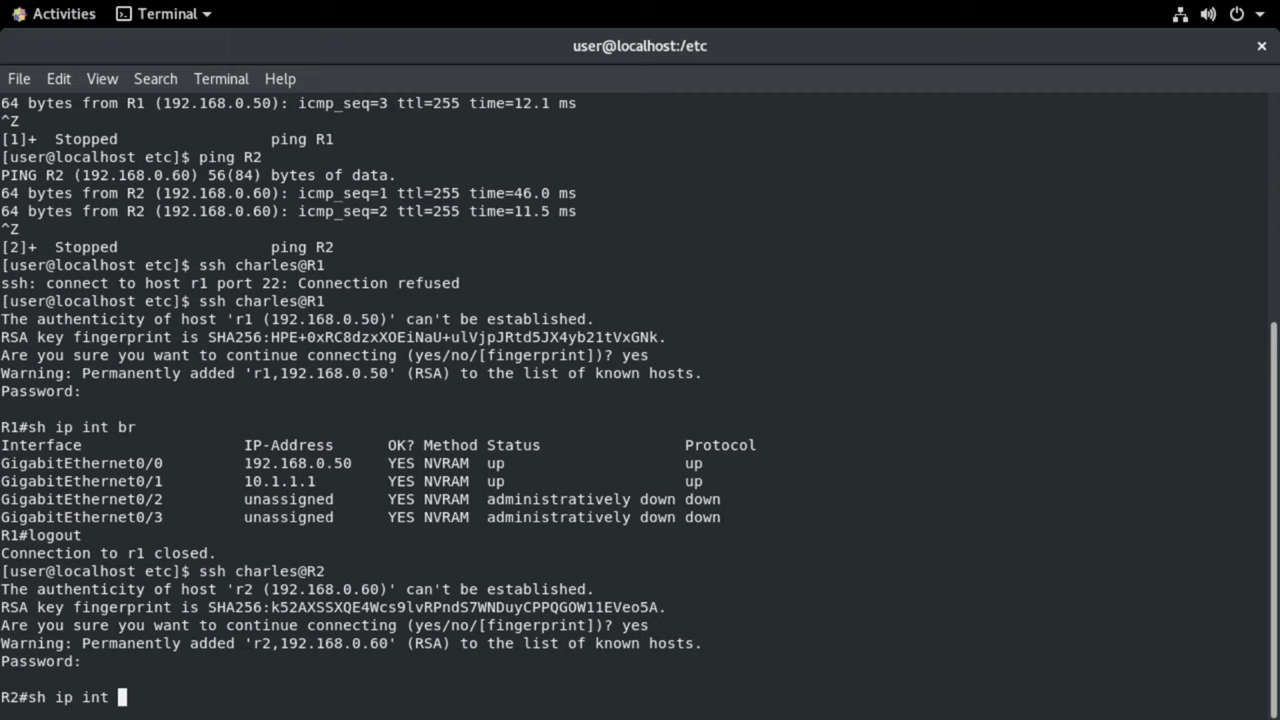 Activities Terminal
user@localhost:/etc ×
File Edit View Search Terminal Help
64 bytes from R1 (192.168.0.50): icmp_seq=3 ttl=255 time=12.1 ms
^Z
[1]+  Stopped                 ping R1
[user@localhost etc]$ ping R2
PING R2 (192.168.0.60) 56(84) bytes of data.
64 bytes from R2 (192.168.0.60): icmp_seq=1 ttl=255 time=46.0 ms
64 bytes from R2 (192.168.0.60): icmp_seq=2 ttl=255 time=11.5 ms
^Z
[2]+  Stopped                 ping R2
[user@localhost etc]$ ssh charles@R1
ssh: connect to host r1 port 22: Connection refused
[user@localhost etc]$ ssh charles@R1
The authenticity of host 'r1 (192.168.0.50)' can't be established.
RSA key fingerprint is SHA256:HPE+0xRC8dzxXOEiNaU+ulVjpJRtd5JX4yb21tVxGNk.
Are you sure you want to continue connecting (yes/no/[fingerprint])? yes
Warning: Permanently added 'r1,192.168.0.50' (RSA) to the list of known hosts.
Password:
R1#sh ip int br
Interface                  IP-Address      OK? Method Status                Protocol
GigabitEthernet0/0         192.168.0.50    YES NVRAM  up                    up
GigabitEthernet0/1         10.1.1.1        YES NVRAM  up                    up
GigabitEthernet0/2         unassigned      YES NVRAM  administratively down down
GigabitEthernet0/3         unassigned      YES NVRAM  administratively down down
R1#logout
Connection to r1 closed.
[user@localhost etc]$ ssh charles@R2
The authenticity of host 'r2 (192.168.0.60)' can't be established.
RSA key fingerprint is SHA256:k52AXSSXQE4Wcs9lvRPndS7WNDuyCPPQGOW11EVeo5A.
Are you sure you want to continue connecting (yes/no/[fingerprint])? yes
Warning: Permanently added 'r2,192.168.0.60' (RSA) to the list of known hosts.
Password:
R2#sh ip int